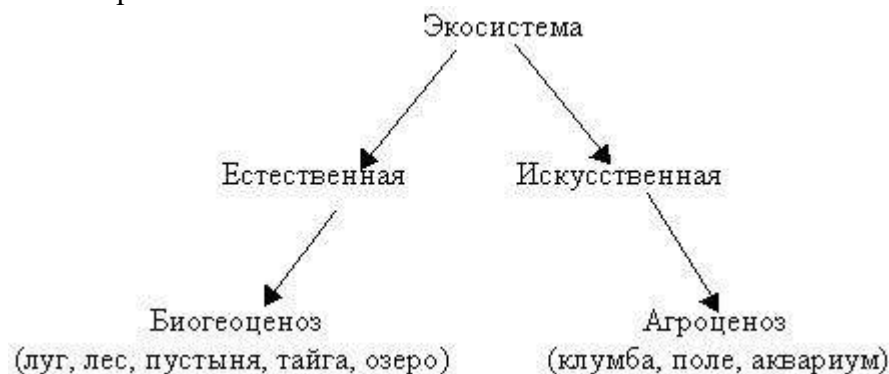 Экосистема
Естественная Искусственная
Биогеоценоз Агроценоз
(луг, лес, пустыня, тайга, озеро) (клумба, поле, аквариум)